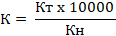 К = Кт х 10000
Кн